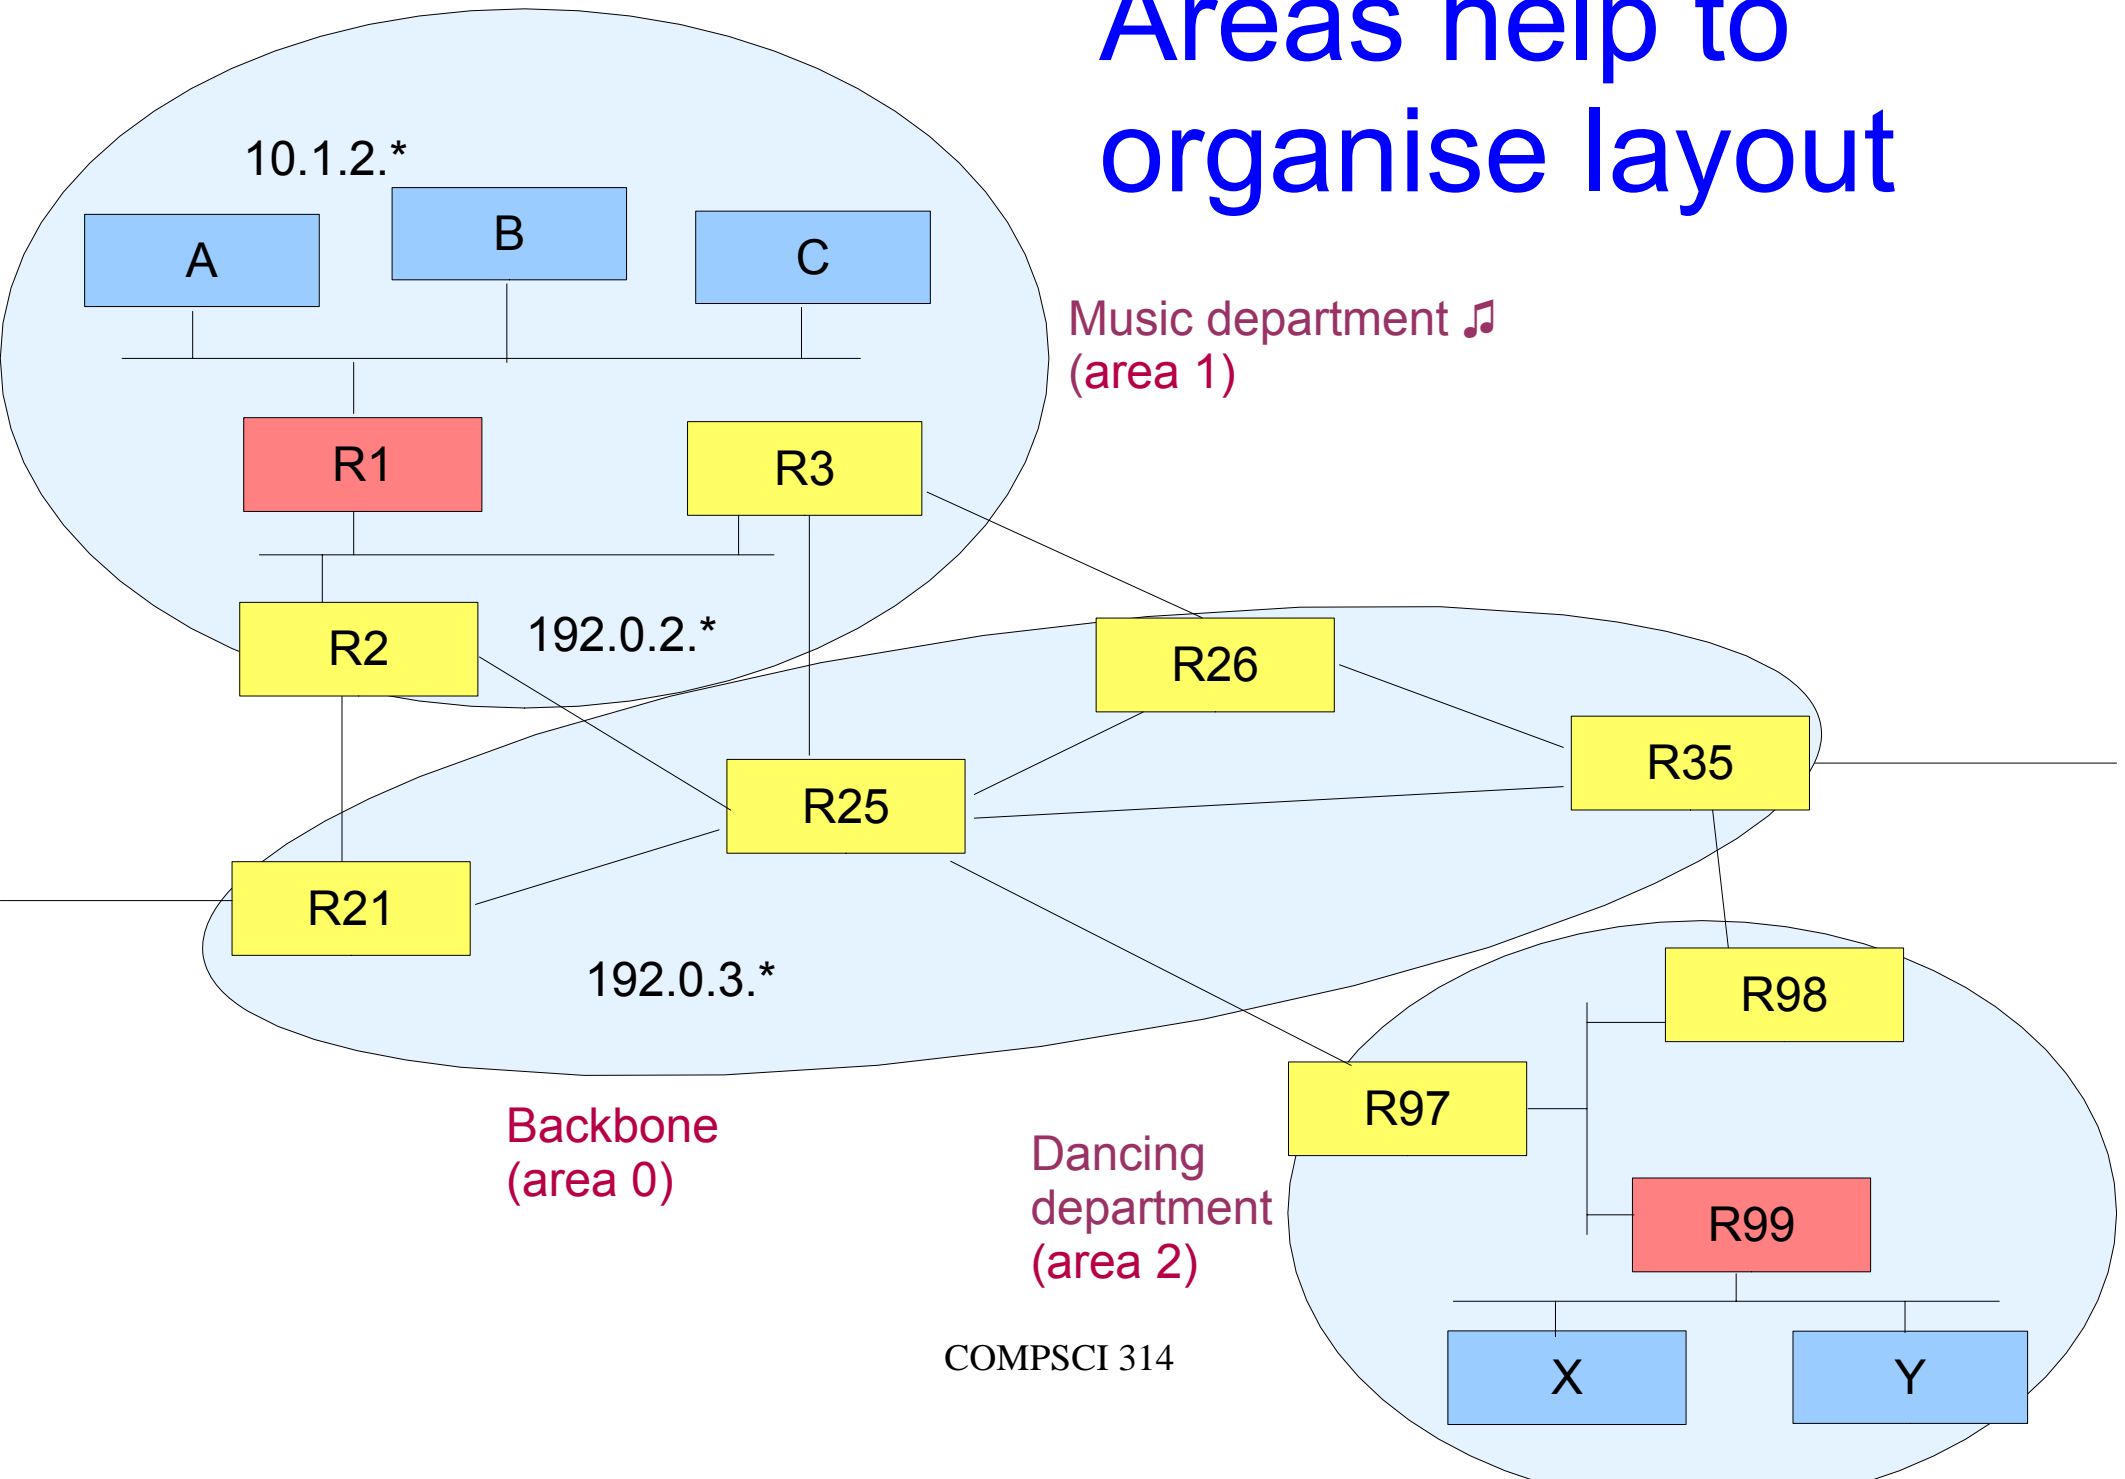 Areas help to
organise layout
10.1.2.*
A
B
C
Music department ♫
(area 1)
R1
R3
R2
192.0.2.*
R26
R35
R25
R21
192.0.3.*
R98
R97
Backbone
(area 0)
Dancing
department
(area 2)
R99
X
Y
COMPSCI 314